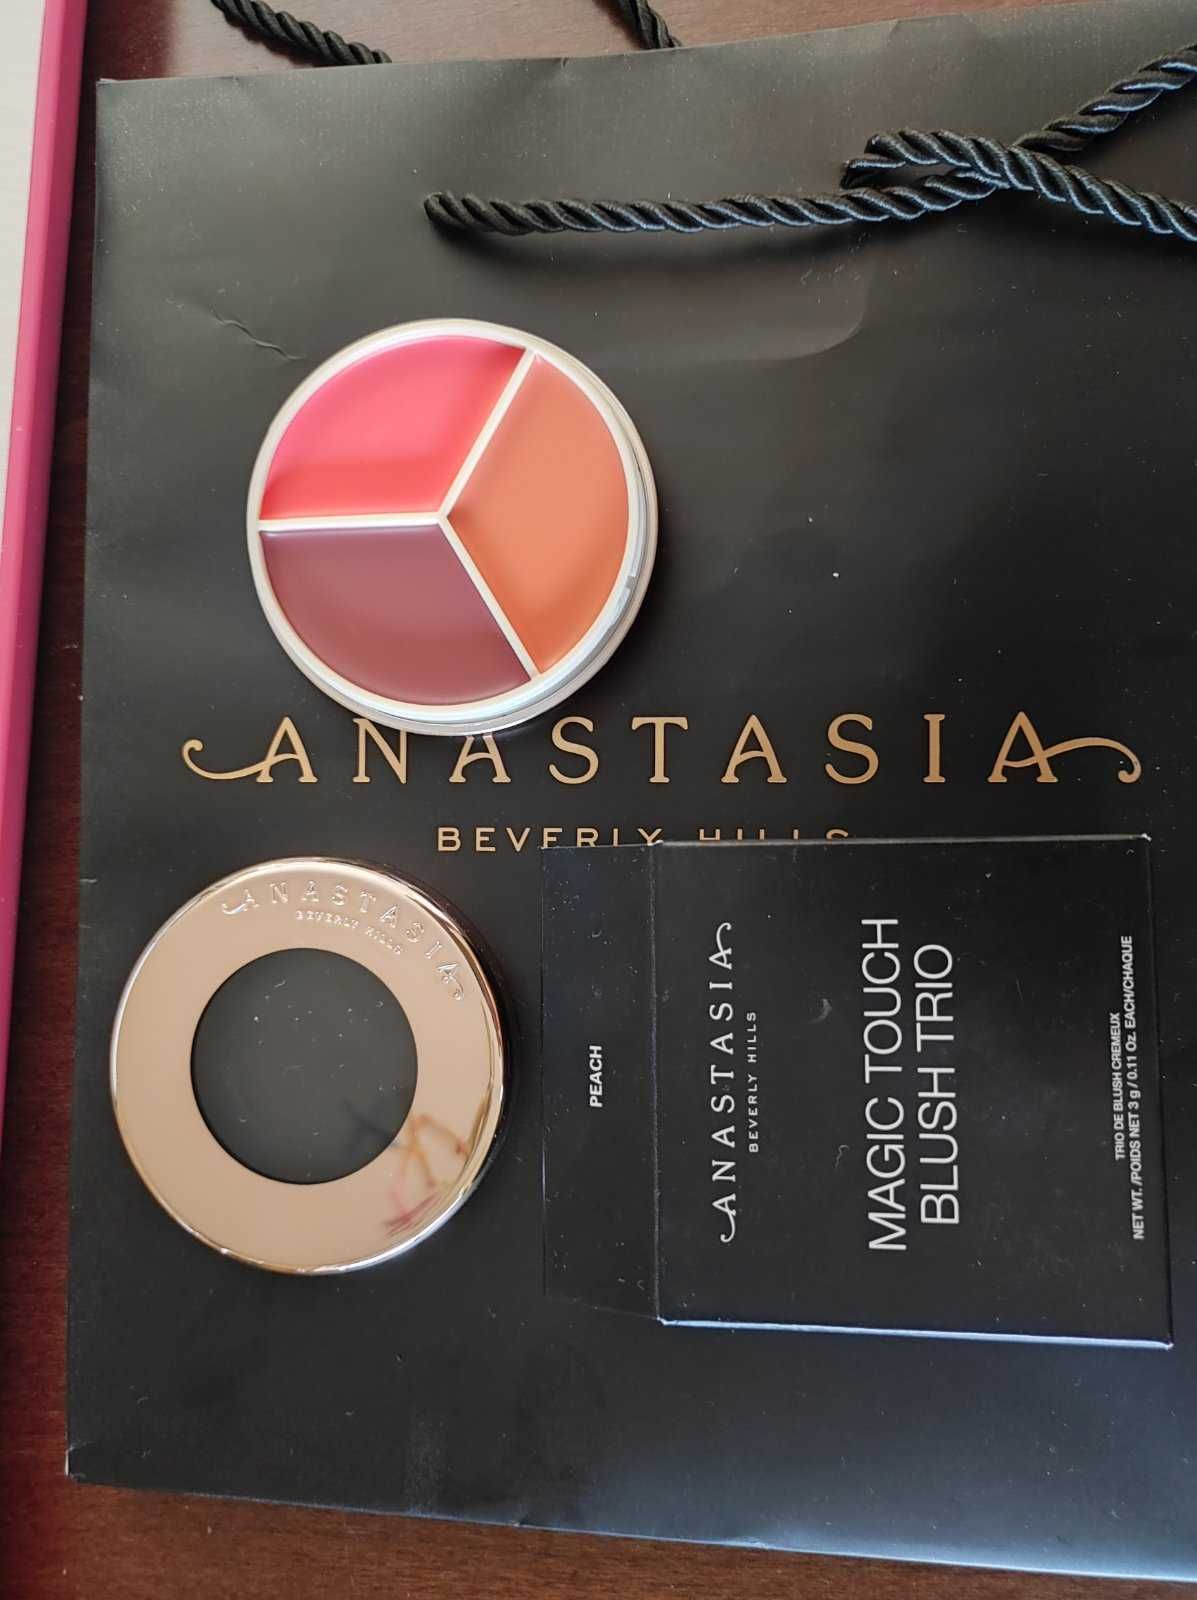 ANASTASIA
BEVERLY HILLS
ANASTASIA
BEVERLY HILLS
PEACH
ANASTASIA
BEVERLY HILLS
MAGIC TOUCH
BLUSH TRIO
TRIO DE BLUSH CREMEUX
NET WT./POIDS NET 3 g / 0.11 Oz. EACH/CHAQUE